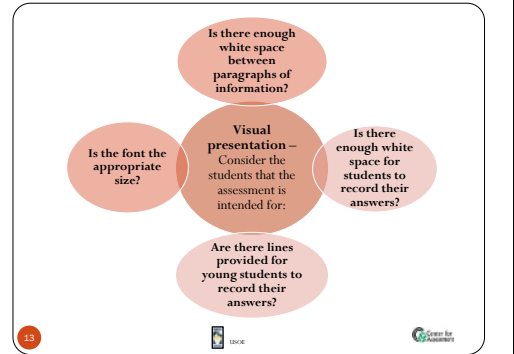 Is there enough
white space
between
paragraphs of
information?
Is the font the
appropriate
size?
Visual
presentation –
Consider the
students that the
assessment is
intended for:
Is there
enough white
space for
students to
record their
answers?
Are there lines
provided for
young students to
record their
answers?
13
USOE
Center for
Assessment